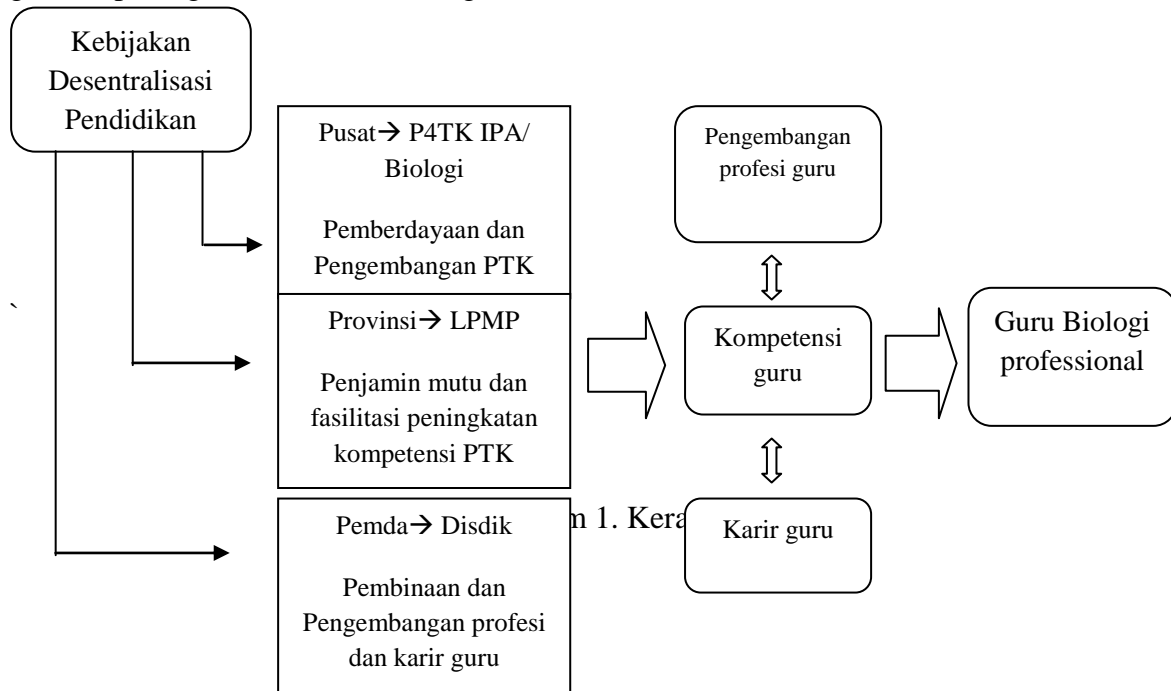 Kebijakan
Desentralisasi
Pendidikan
Pusat→ P4TK IPA/
Biologi
Pemberdayaan dan
Pengembangan PTK
Provinsi→ LPMP
Penjamin mutu dan
fasilitasi peningkatan
kompetensi PTK
Pemda→ Disdik
Pembinaan dan
Pengembangan profesi
dan karir guru
Pengembangan
profesi guru
Kompetensi
guru
Karir guru
Guru Biologi
professional
`
1. Kera